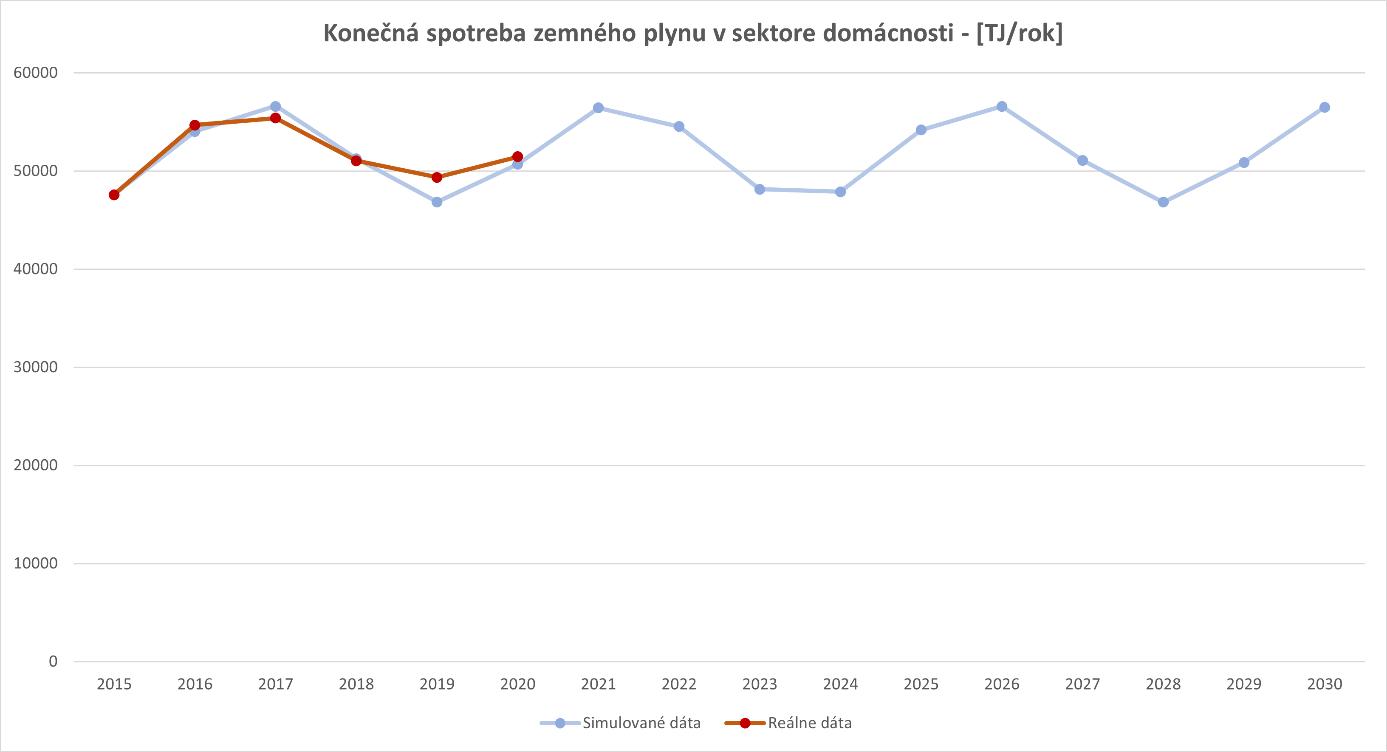 Konečná spotreba zemného plynu v sektore domácnosti - [TJ/rok]
60000
50000
40000
30000
20000
10000
0
2015 2016 2017 2018 2019 2020 2021 2022 2023 2024 2025 2026 2027 2028 2029 2030
Simulované dáta Reálne dáta